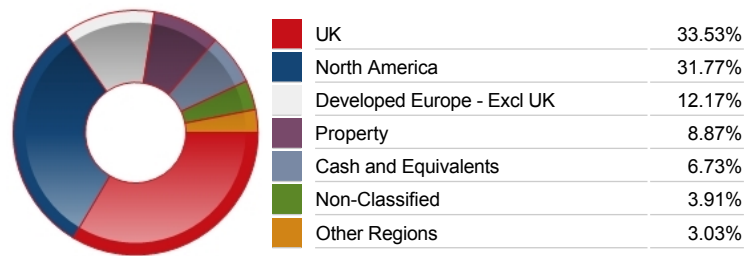 UK 33.53%
North America 31.77%
Developed Europe - Excl UK 12.17%
Property 8.87%
Cash and Equivalents 6.73%
Non-Classified 3.91%
Other Regions 3.03%